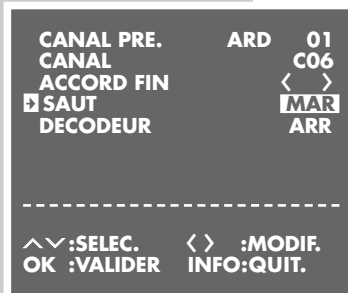 CANAL PRE. ARD 01
CANAL C06
ACCORD FIN < >
SAUT MAR
DECODEUR ARR
:SELEC. < > :MODIF.
OK :VALIDER INFO:QUIT.